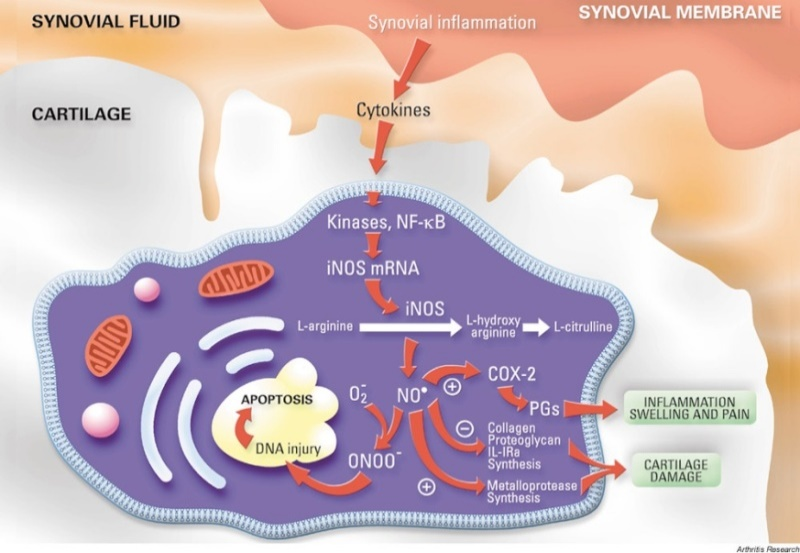 SYNOVIAL FLUID
Synovial inflammation
SYNOVIAL MEMBRANE
CARTILAGE
Cytokines
Kinases, NF-κB
iNOS mRNA
iNOS
L-arginine
L-hydroxy
arginine
L-citrulline
COX-2
PGs
O₂⁻
NO•
+
−
Collagen
Proteoglycan
IL-IRa
Synthesis
INFLAMMATION
SWELLING AND PAIN
APOPTOSIS
DNA injury
ONOO⁻
+
Metalloprotease
Synthesis
CARTILAGE
DAMAGE
Arthritis Research